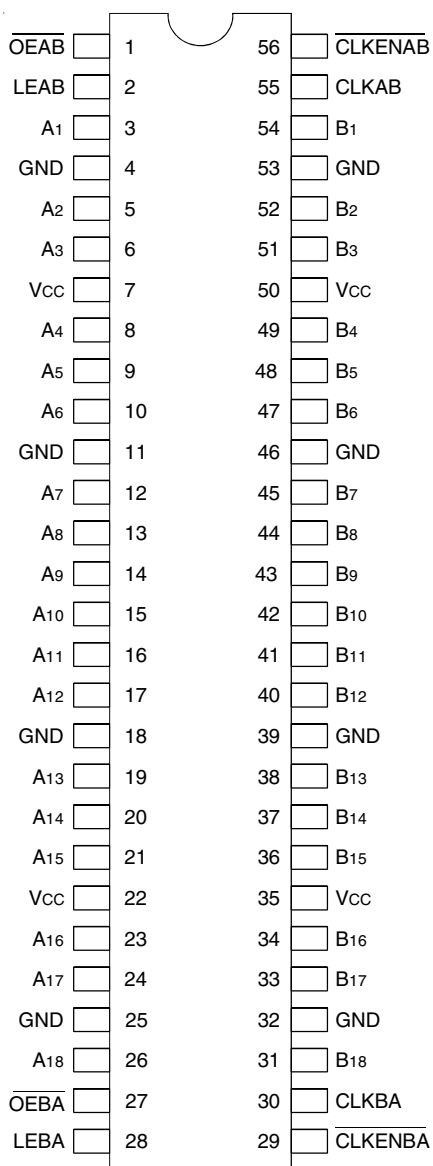 O̅E̅A̅B̅ 1 56 C̅L̅K̅E̅N̅A̅B̅
LEAB 2 55 CLKAB
A1 3 54 B1
GND 4 53 GND
A2 5 52 B2
A3 6 51 B3
VCC 7 50 VCC
A4 8 49 B4
A5 9 48 B5
A6 10 47 B6
GND 11 46 GND
A7 12 45 B7
A8 13 44 B8
A9 14 43 B9
A10 15 42 B10
A11 16 41 B11
A12 17 40 B12
GND 18 39 GND
A13 19 38 B13
A14 20 37 B14
A15 21 36 B15
VCC 22 35 VCC
A16 23 34 B16
A17 24 33 B17
GND 25 32 GND
A18 26 31 B18
O̅E̅B̅A̅ 27 30 CLKBA
LEBA 28 29 C̅L̅K̅E̅N̅B̅A̅